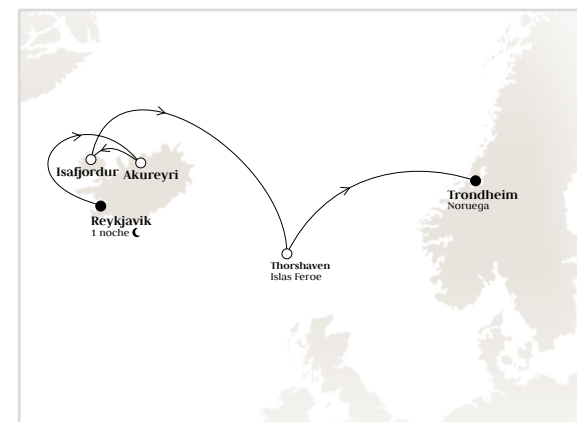 Isafjordur
Akureyri
Reykjavik
1 noche
Trondheim
Noruega
Thorshaven
Islas Feroe